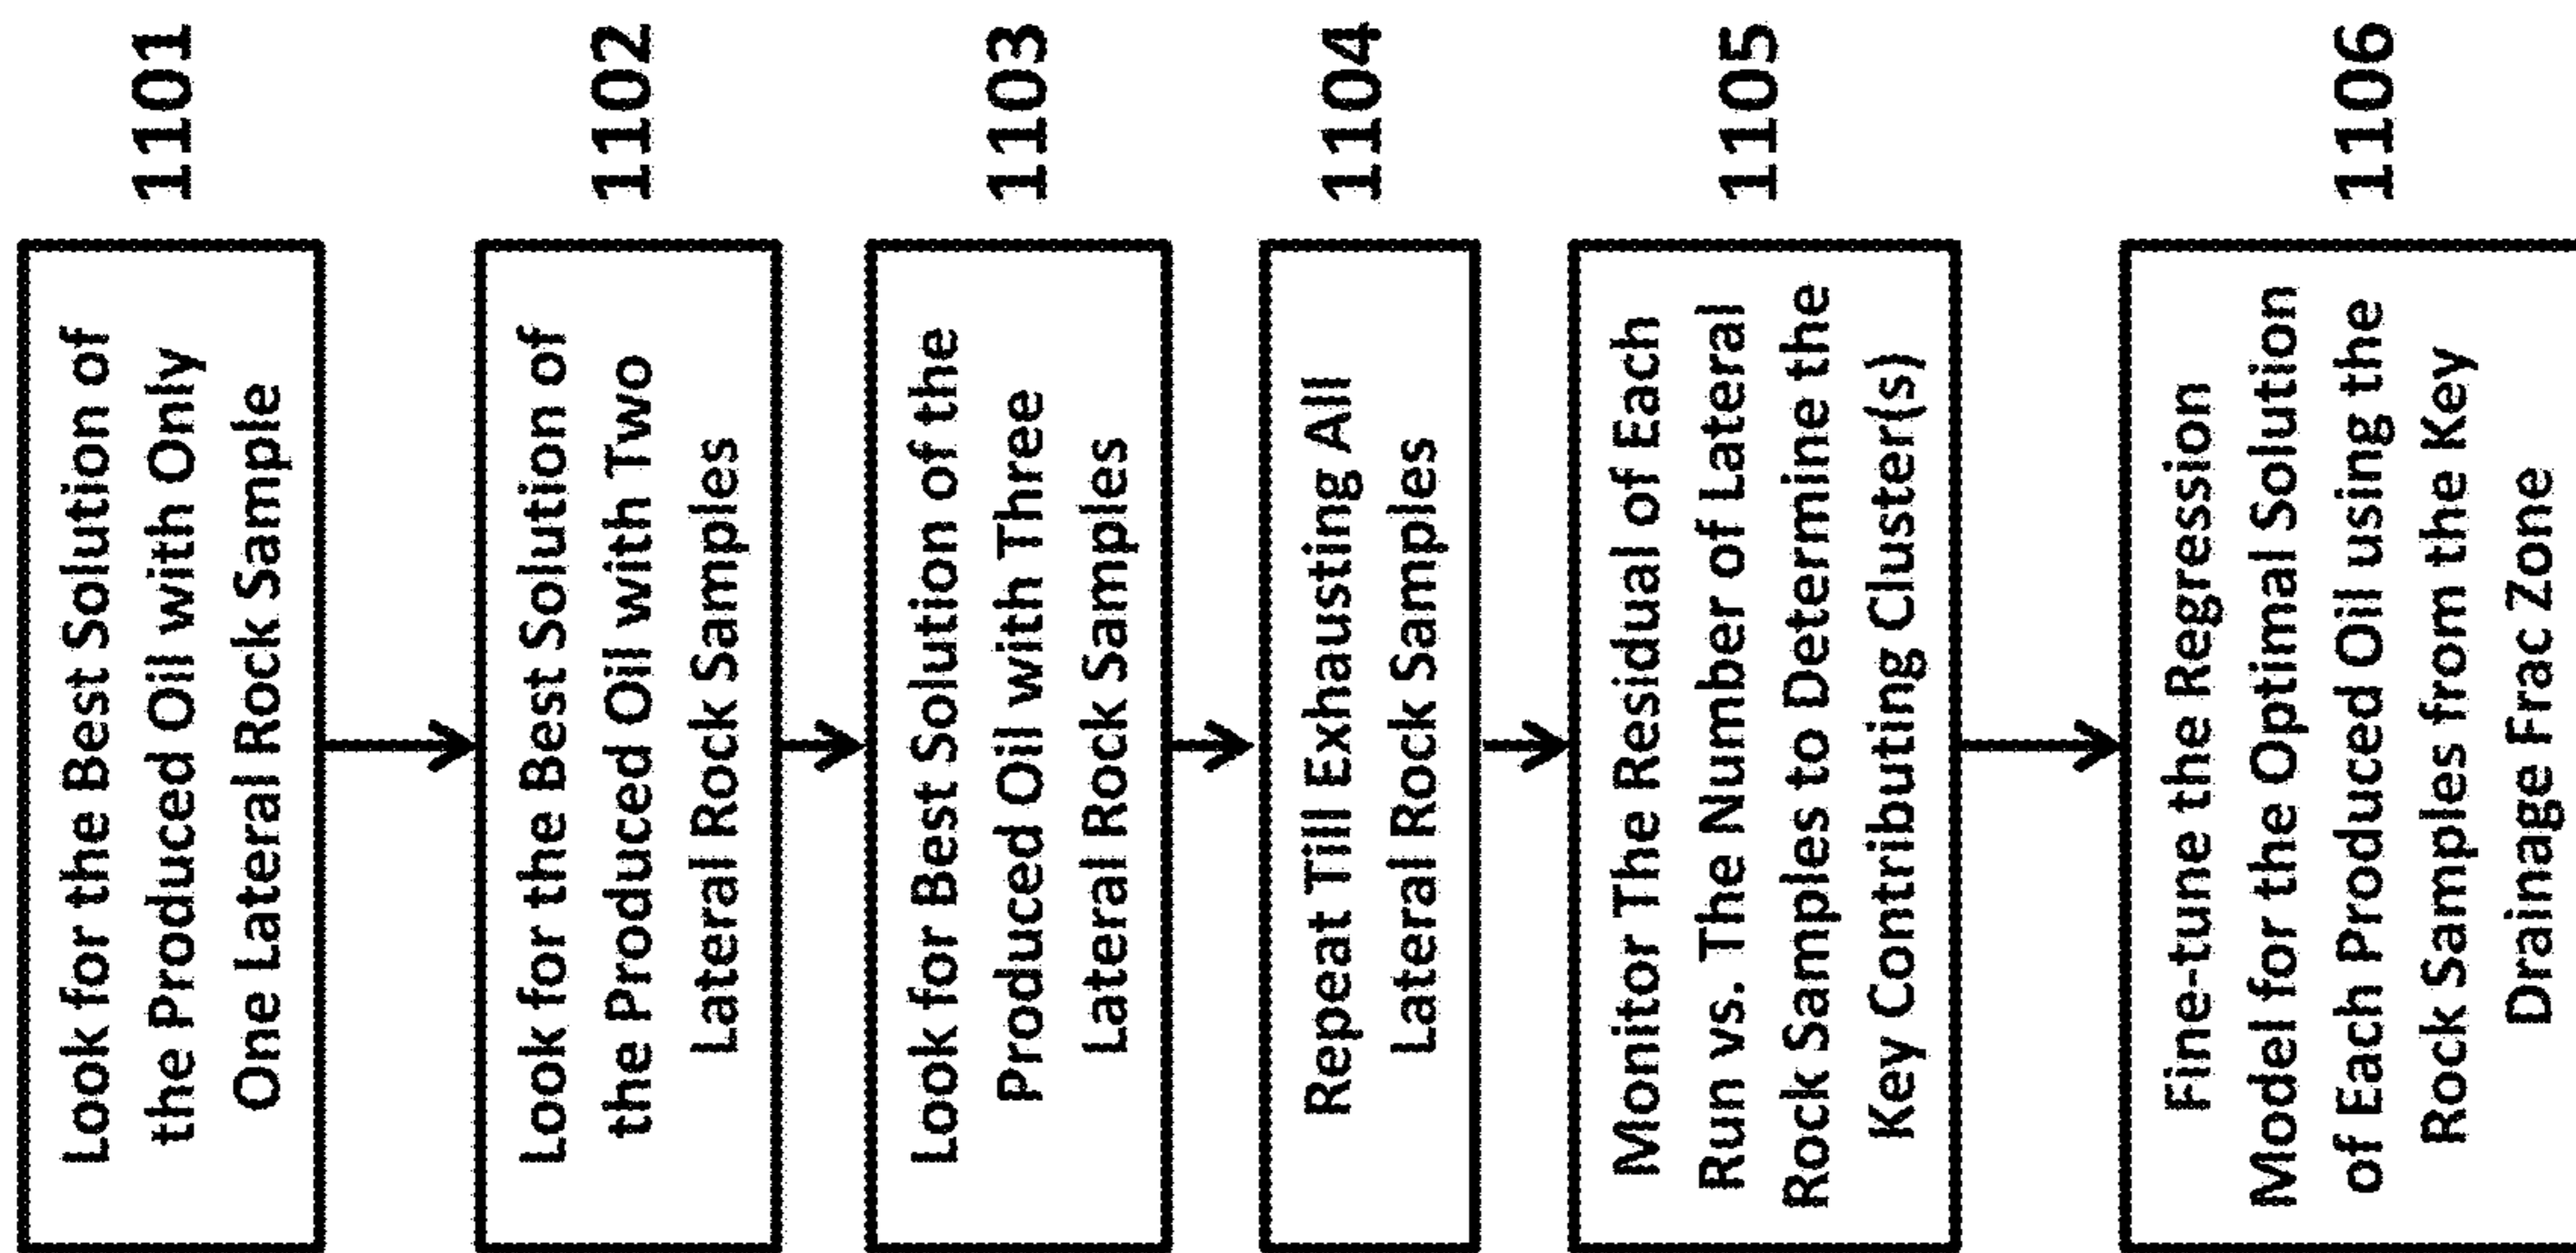 Look for the Best Solution of
the Produced Oil with Only
One Lateral Rock Sample
1101
Look for the Best Solution of
the Produced Oil with Two
Lateral Rock Samples
1102
Look for Best Solution of the
Produced Oil with Three
Lateral Rock Samples
1103
Repeat Till Exhausting All
Lateral Rock Samples
1104
Monitor The Residual of Each
Run vs. The Number of Lateral
Rock Samples to Determine the
Key Contributing Cluster(s)
1105
Fine-tune the Regression
Model for the Optimal Solution
of Each Produced Oil using the
Rock Samples from the Key
Drainage Frac Zone
1106